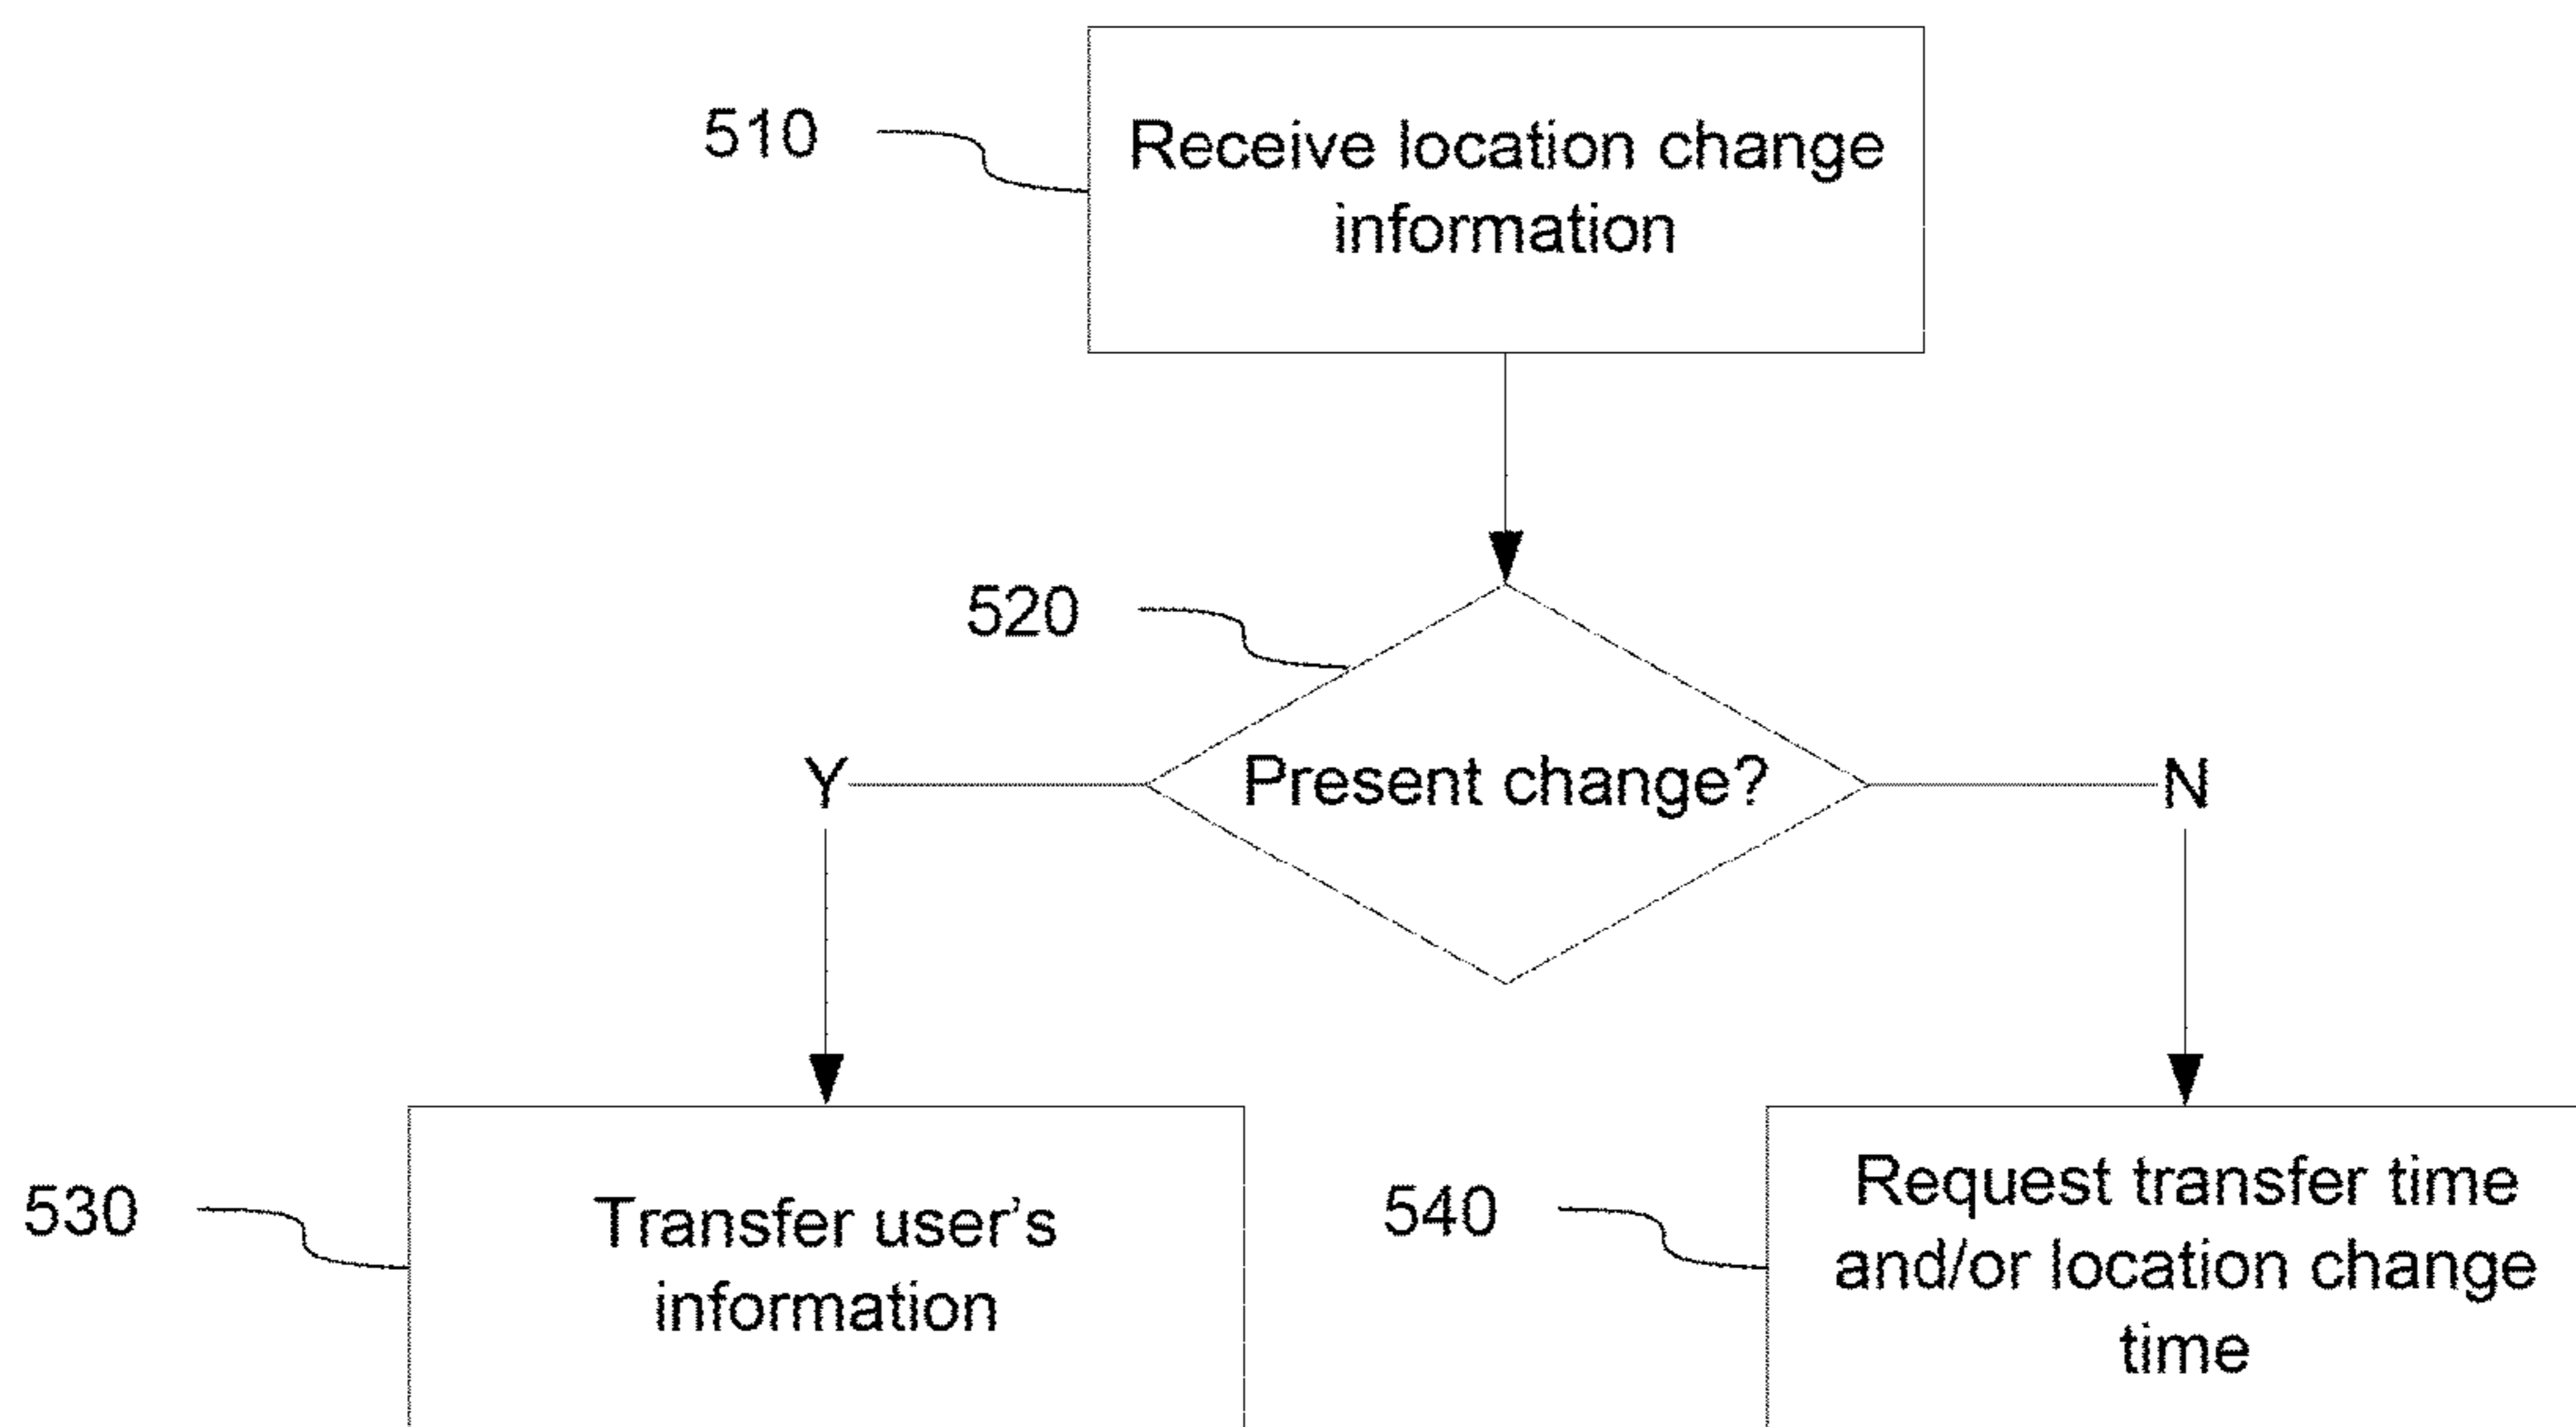 510
Receive location change
information
520
Present change?
Y
N
530
Transfer user's
information
540
Request transfer time
and/or location change
time